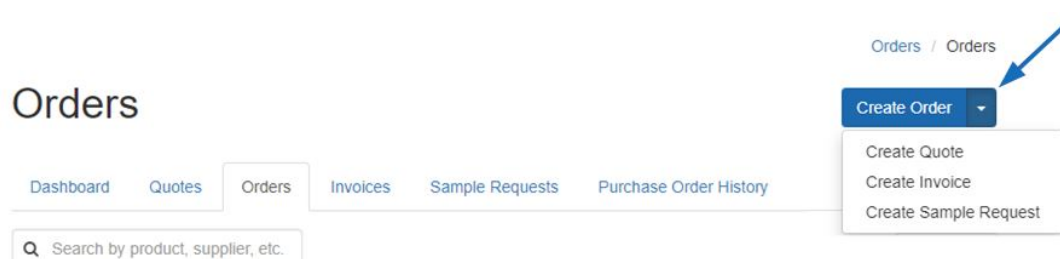 Orders / Orders
Orders
Create Order
Create Quote
Create Invoice
Create Sample Request
Dashboard Quotes Orders Invoices Sample Requests Purchase Order History
Search by product, supplier, etc.